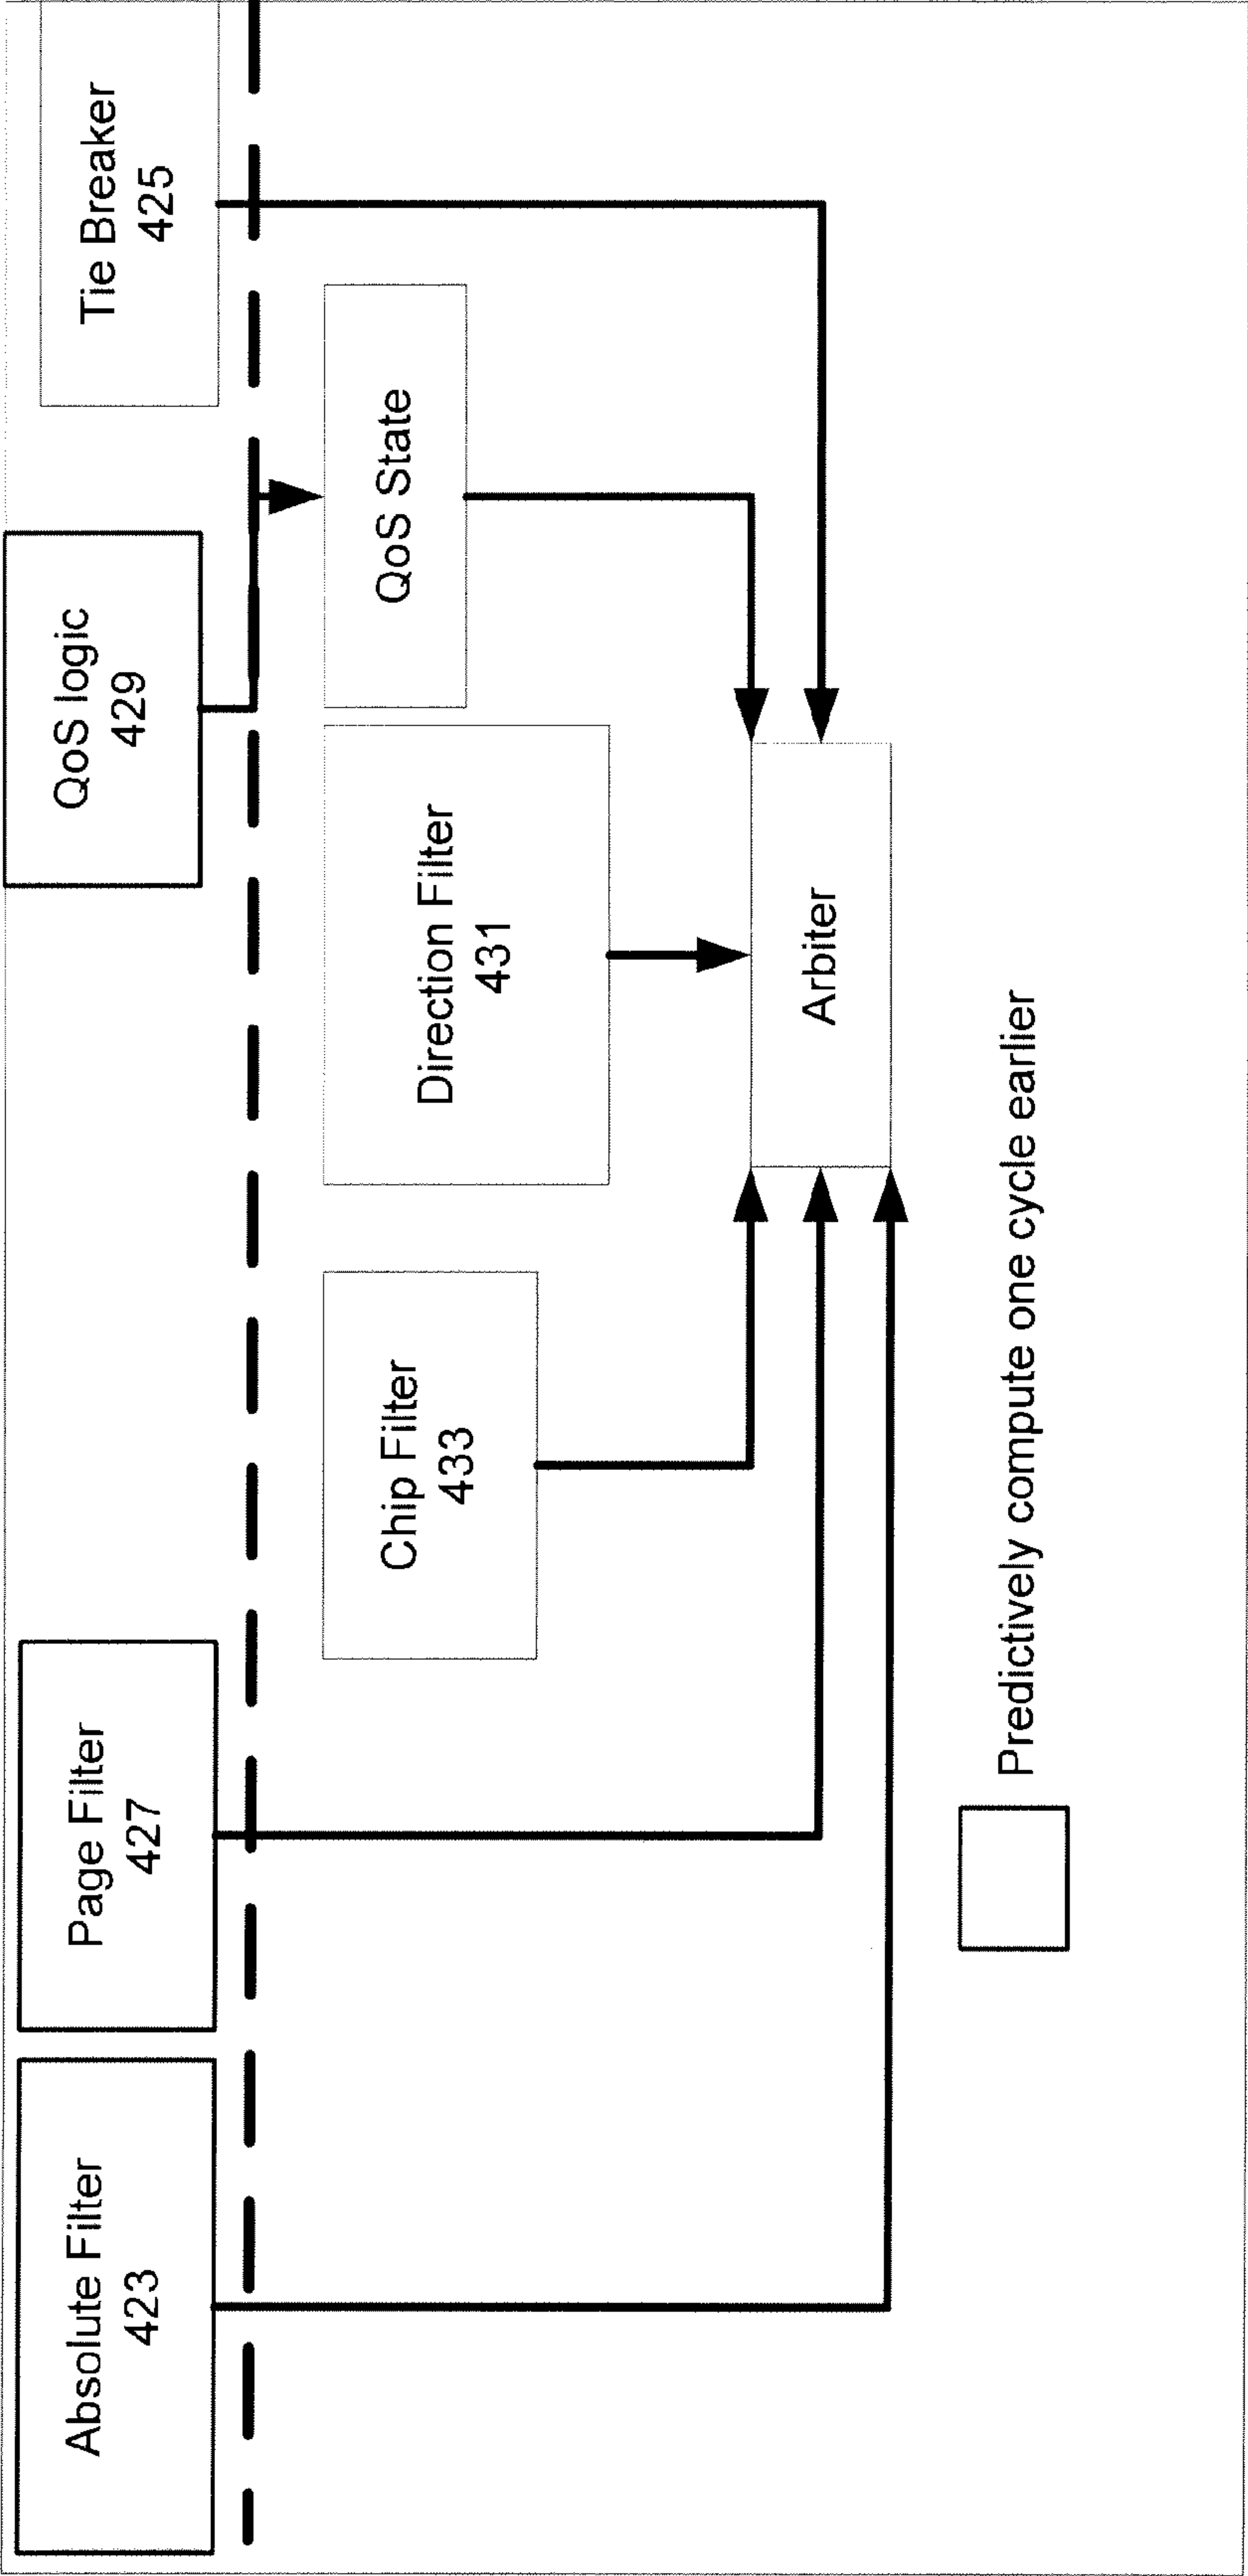 Absolute Filter
423
Page Filter
427
QoS logic
429
Tie Breaker
425
Chip Filter
433
Direction Filter
431
QoS State
Arbiter
Predictively compute one cycle earlier